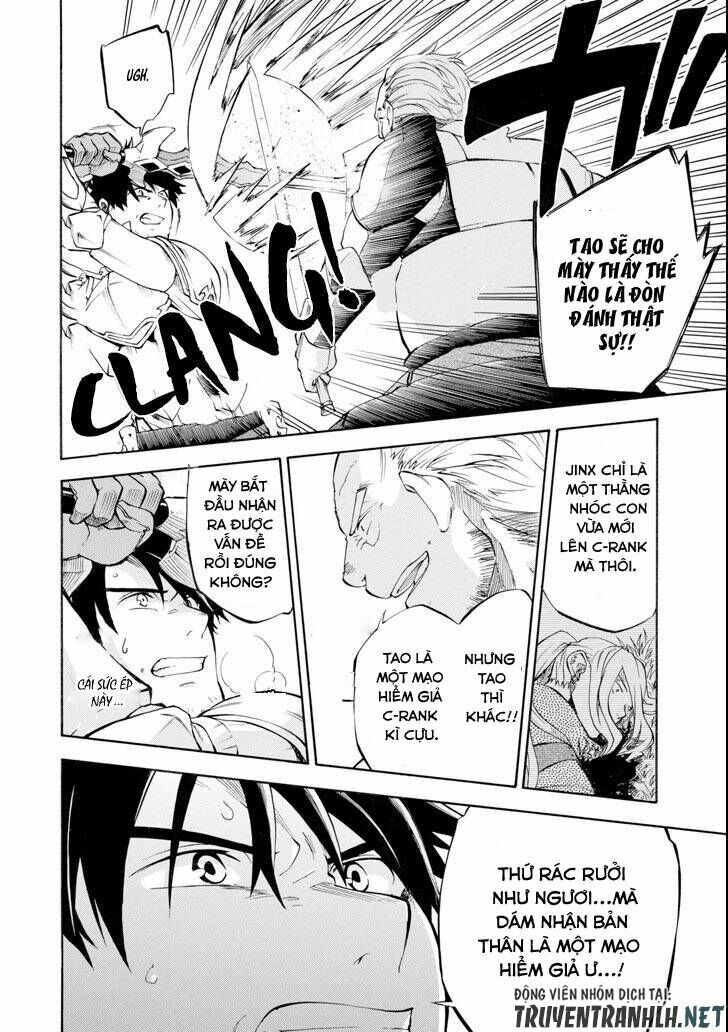 TAO SẼ CHO
MÀY THẤY THẾ
NÀO LÀ ĐÒN
ĐÁNH THẬT
SỰ!!
UGH.
CLANG!
JINX CHỈ LÀ
MỘT THẰNG
NHÓC CON
VỪA MỚI
LÊN C-RANK
MÀ THÔI.
NHƯNG
TAO
THÌ
KHÁC!!
TAO LÀ
MỘT MẠO
HIỂM GIẢ
C-RANK
KÌ CỰU.
MÀY BẮT
ĐẦU NHẬN
RA ĐƯỢC
VẤN ĐỀ
RỒI ĐÚNG
KHÔNG?
CÁI SỨC ÉP
NÀY...
THỨ RÁC RƯỞI
NHƯ NGƯƠI...MÀ
DÁM NHẬN BẢN
THÂN LÀ MỘT MẠO
HIỂM GIẢ Ư...!
ĐỘNG VIÊN NHÓM DỊCH TẠI:
TRUYENTRANHLH.NET